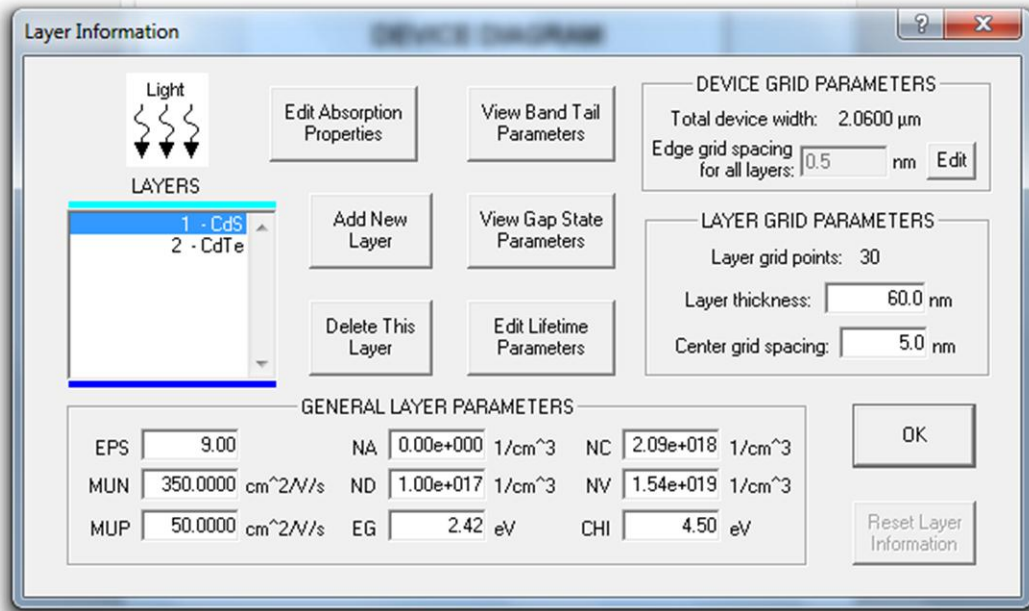 Layer Information
DEVICE DIAGRAM
?
Light
LAYERS
1 - CdS
2 - CdTe
Edit Absorption
Properties
View Band Tail
Parameters
Add New
Layer
View Gap State
Parameters
Delete This
Layer
Edit Lifetime
Parameters
DEVICE GRID PARAMETERS
Total device width: 2.0600 µm
Edge grid spacing
for all layers: 0.5 nm Edit
LAYER GRID PARAMETERS
Layer grid points: 30
Layer thickness: 60.0 nm
Center grid spacing: 5.0 nm
GENERAL LAYER PARAMETERS
EPS 9.00 NA 0.00e+000 1/cm^3 NC 2.09e+018 1/cm^3
MUN 350.0000 cm^2/V/s ND 1.00e+017 1/cm^3 NV 1.54e+019 1/cm^3
MUP 50.0000 cm^2/V/s EG 2.42 eV CHI 4.50 eV
OK
Reset Layer
Information